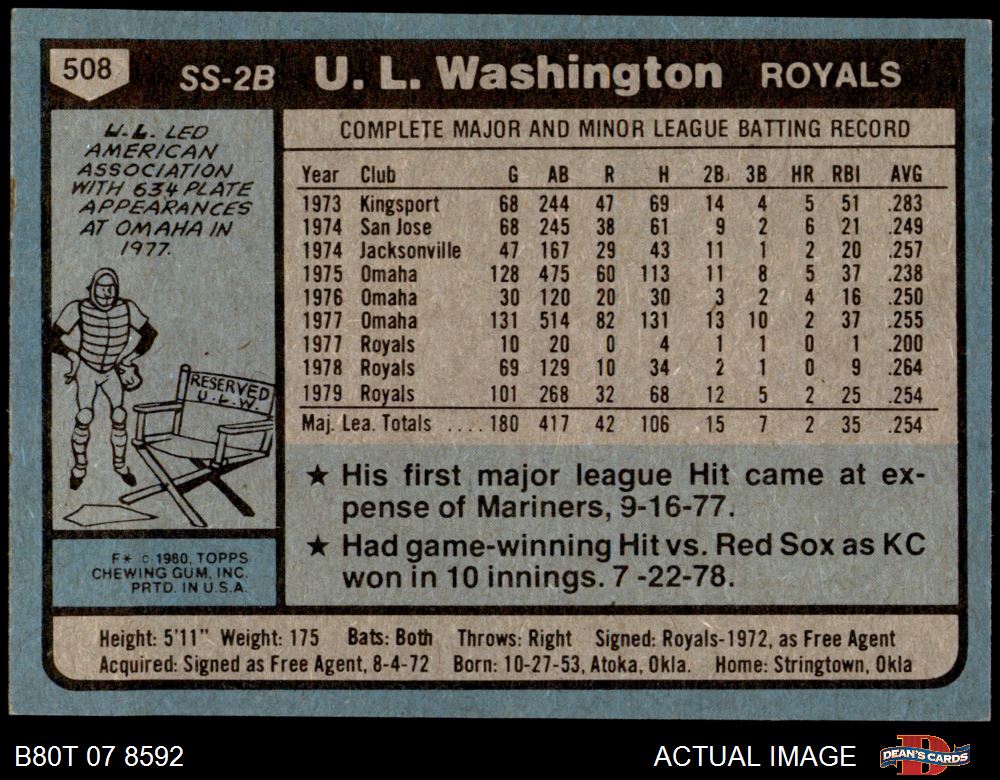 508 SS-2B U. L. Washington ROYALS
U.L. LED
AMERICAN
ASSOCIATION
WITH 634 PLATE
APPEARANCES
AT OMAHA IN
1977.
RESERVED
U.L.W.
F* © 1980, TOPPS
CHEWING GUM, INC.
PRTD. IN U.S.A.
COMPLETE MAJOR AND MINOR LEAGUE BATTING RECORD
Year Club G AB R H 2B. 3B HR RBI AVG
1973 Kingsport 68 244 47 69 14 4 5 51 .283
1974 San Jose 68 245 38 61 9 2 6 21 .249
1974 Jacksonville 47 167 29 43 11 1 2 20 .257
1975 Omaha 128 475 60 113 11 8 5 37 .238
1976 Omaha 30 120 20 30 3 2 4 16 .250
1977 Omaha 131 514 82 131 13 10 2 37 .255
1977 Royals 10 20 0 4 1 1 0 1 .200
1978 Royals 69 129 10 34 2 1 0 9 .264
1979 Royals 101 268 32 68 12 5 2 25 .254
Maj. Lea. Totals .... 180 417 42 106 15 7 2 35 .254
★ His first major league Hit came at ex-
pense of Mariners, 9-16-77.
★ Had game-winning Hit vs. Red Sox as KC
won in 10 innings. 7 -22-78.
Height: 5'11" Weight: 175 Bats: Both Throws: Right Signed: Royals-1972, as Free Agent
Acquired: Signed as Free Agent, 8-4-72 Born: 10-27-53, Atoka, Okla. Home: Stringtown, Okla
B80T 07 8592 ACTUAL IMAGE DEAN'S CARDS